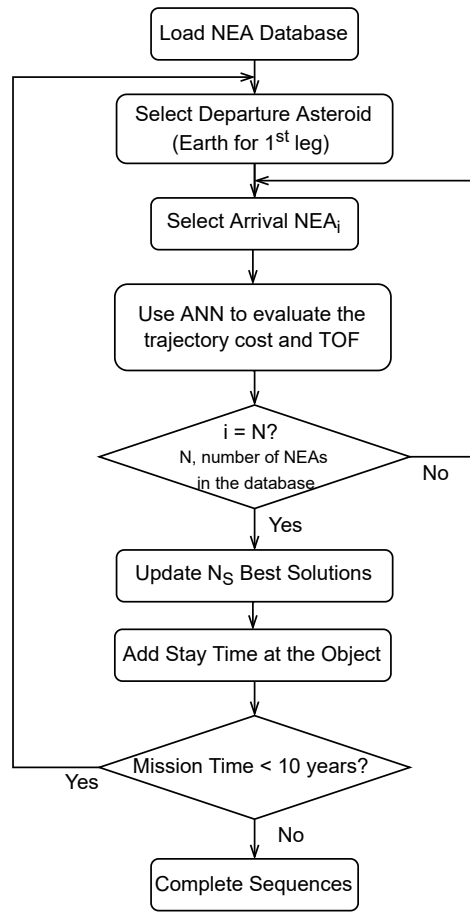 Load NEA Database
Select Departure Asteroid
(Earth for 1st leg)
Select Arrival NEAi
Use ANN to evaluate the
trajectory cost and TOF
i = N?
N, number of NEAs
in the database
No
Yes
Update NS Best Solutions
Add Stay Time at the Object
Mission Time < 10 years?
Yes
No
Complete Sequences